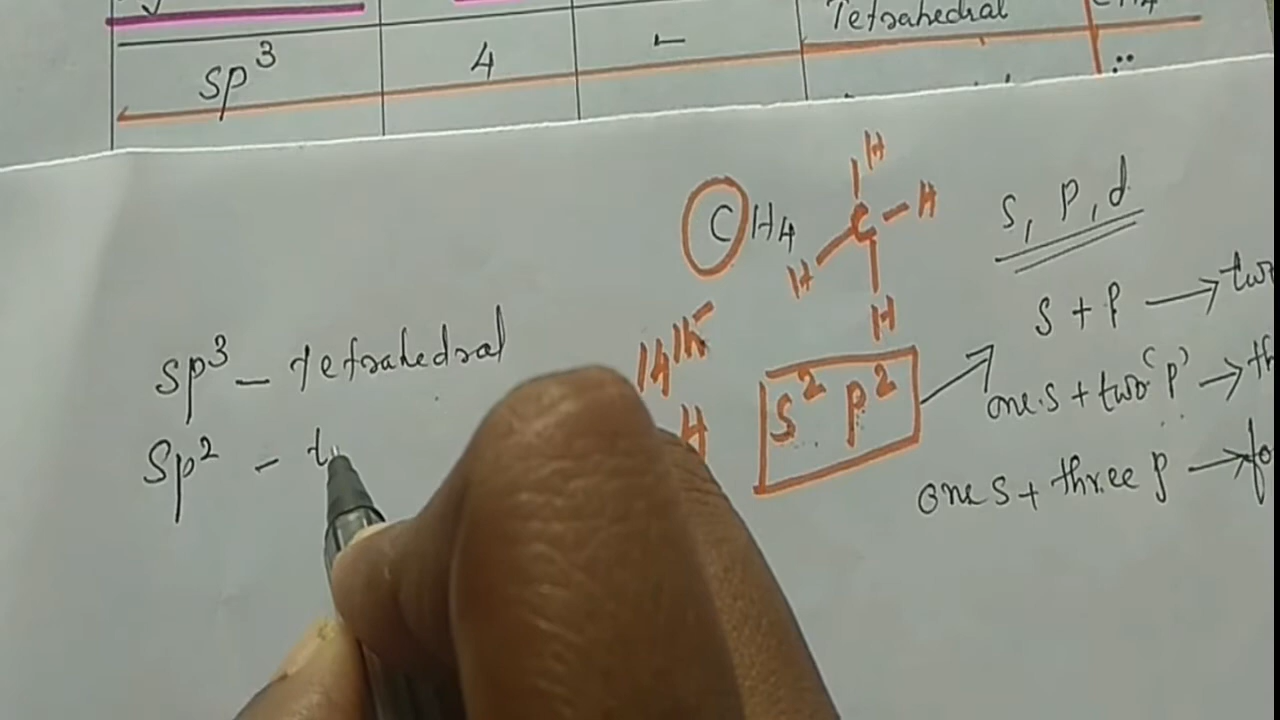 Tetrahedral
sp³ 4 –
CH4
H
C H
H
H
s, p, d
s + p →
sp³ – tetrahedral
H
H
s² p²
one s + two 'p' →
sp² – t
one s + three p →